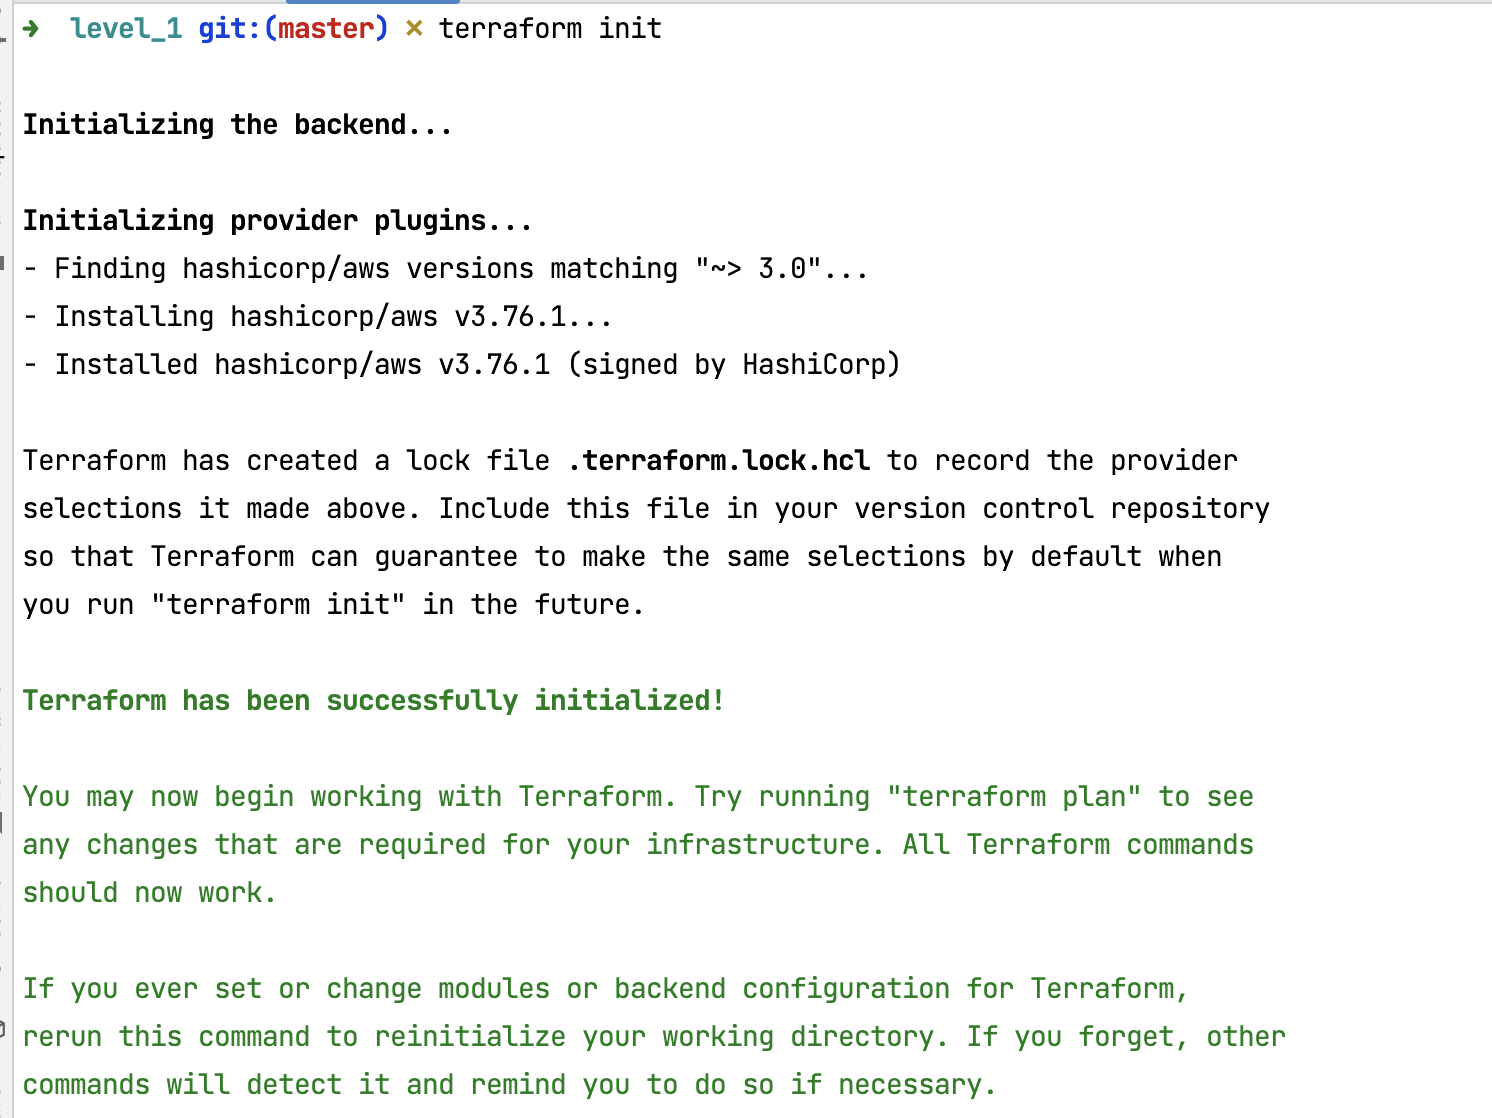 ➜  level_1 git:(master) ✗ terraform init
Initializing the backend...
Initializing provider plugins...
- Finding hashicorp/aws versions matching "~> 3.0"...
- Installing hashicorp/aws v3.76.1...
- Installed hashicorp/aws v3.76.1 (signed by HashiCorp)
Terraform has created a lock file .terraform.lock.hcl to record the provider
selections it made above. Include this file in your version control repository
so that Terraform can guarantee to make the same selections by default when
you run "terraform init" in the future.
Terraform has been successfully initialized!
You may now begin working with Terraform. Try running "terraform plan" to see
any changes that are required for your infrastructure. All Terraform commands
should now work.
If you ever set or change modules or backend configuration for Terraform,
rerun this command to reinitialize your working directory. If you forget, other
commands will detect it and remind you to do so if necessary.